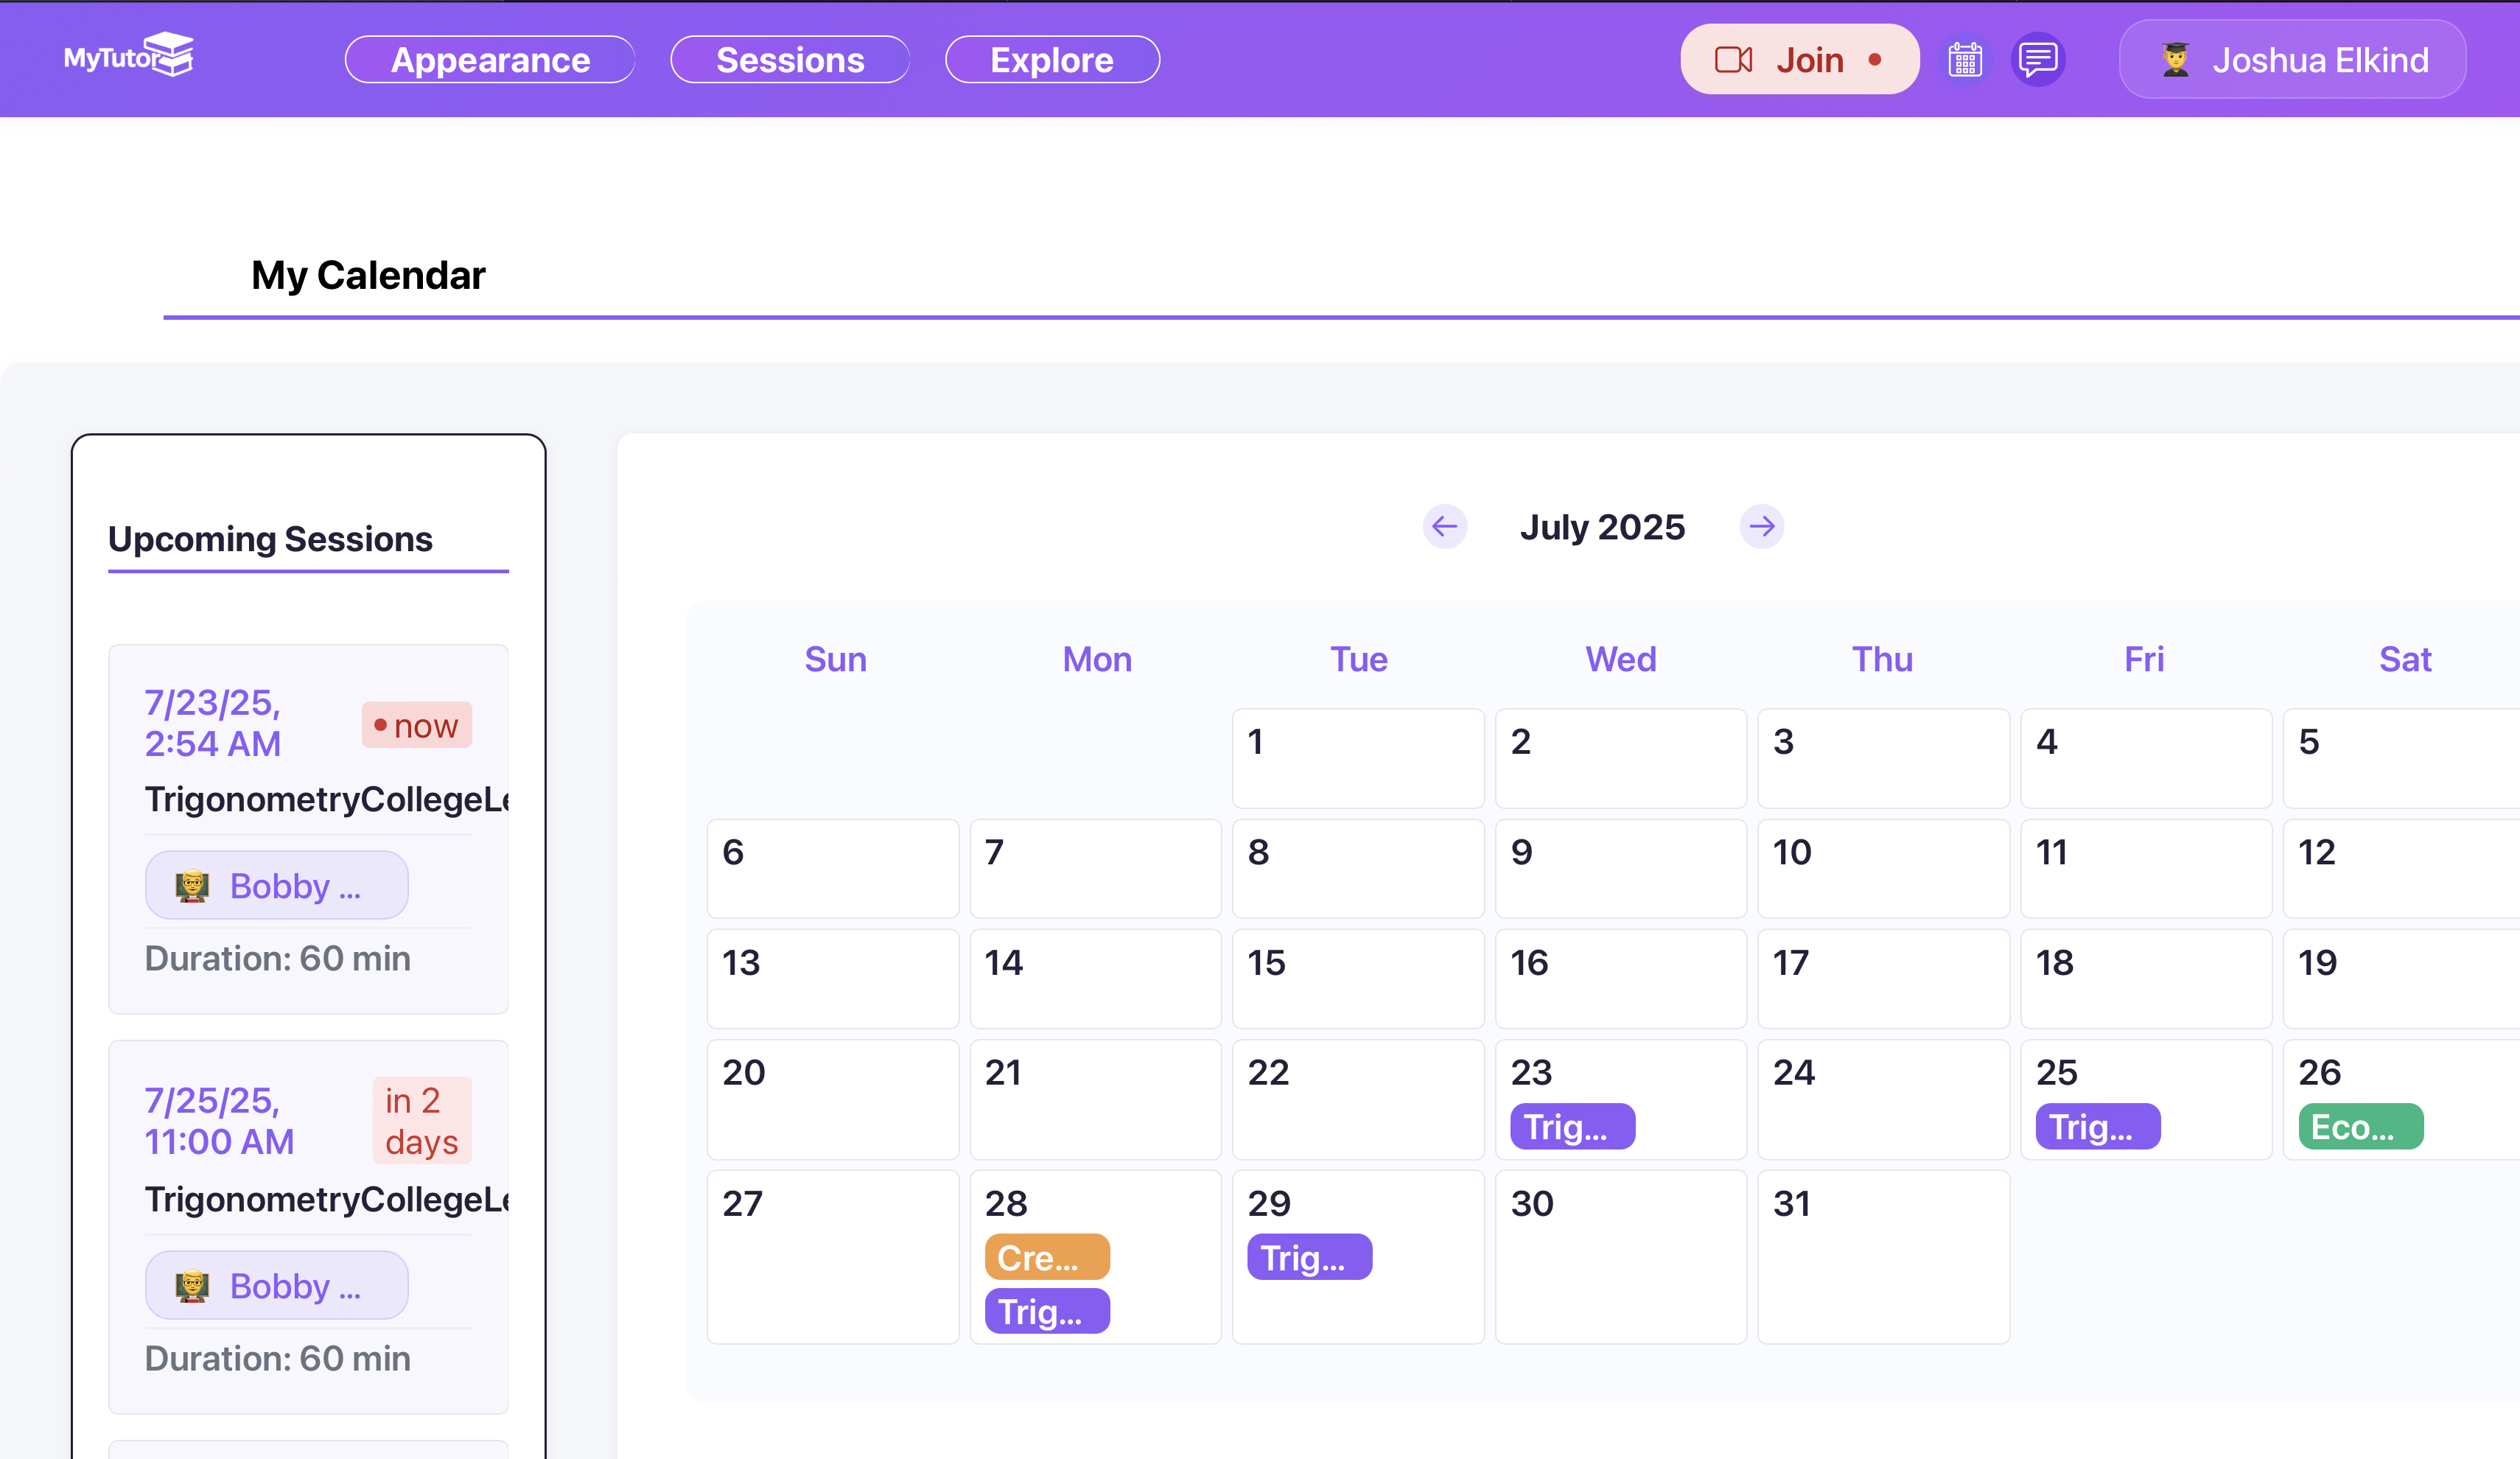 MyTutor
Appearance
Sessions
Explore
Join
Joshua Elkind
My Calendar
Upcoming Sessions
7/23/25,
2:54 AM
now
TrigonometryCollegeLe
Bobby ...
Duration: 60 min
7/25/25,
11:00 AM
in 2
days
TrigonometryCollegeLe
Bobby ...
Duration: 60 min
July 2025
Sun Mon Tue Wed Thu Fri Sat
1 2 3 4 5
6 7 8 9 10 11 12
13 14 15 16 17 18 19
20 21 22 23 24 25 26
Trig... Trig... Eco...
27 28 29 30 31
Cre... Trig...
Trig...